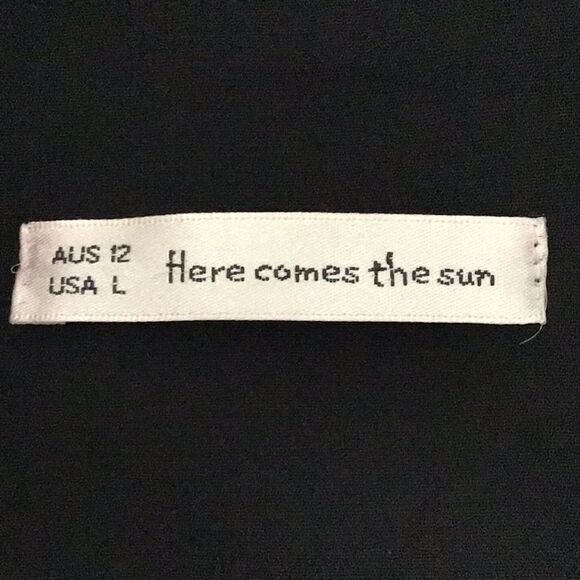 AUS 12
USA L
Here comes the sun